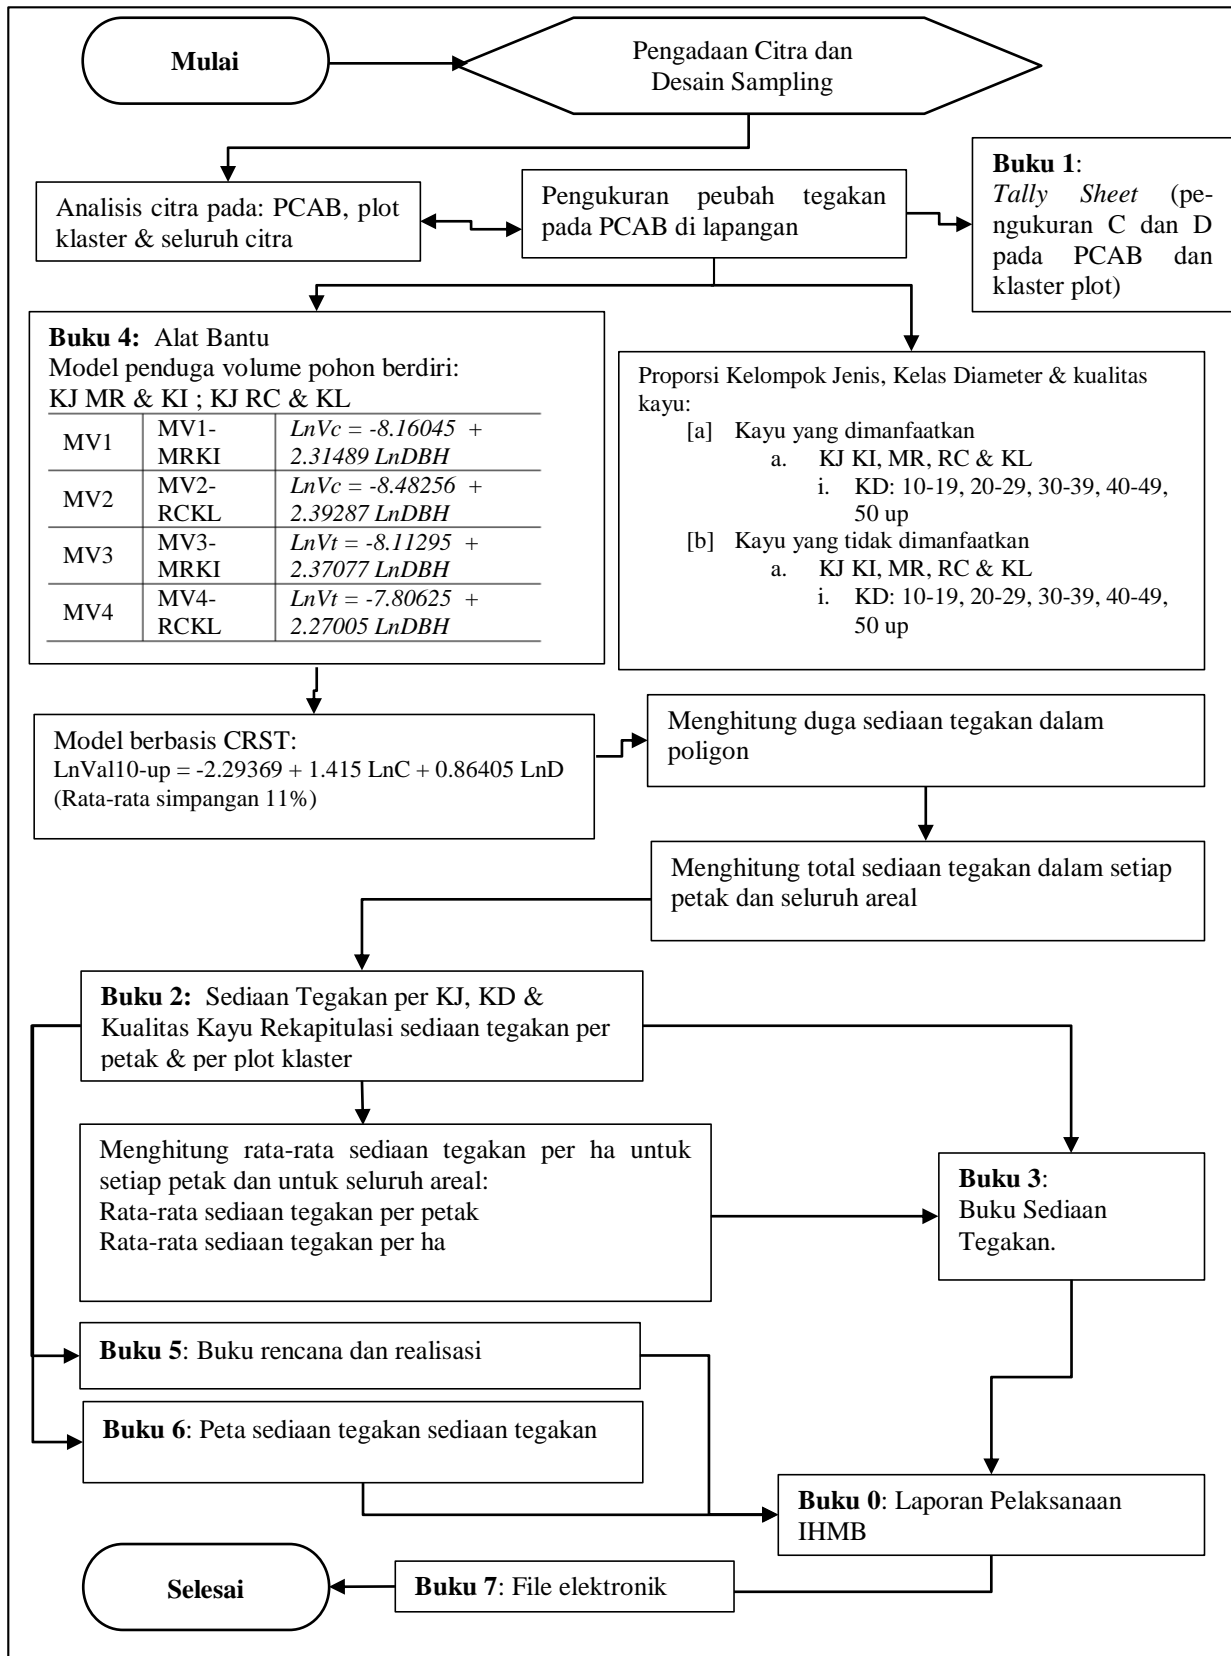 Mulai
Pengadaan Citra dan
Desain Sampling
Analisis citra pada: PCAB, plot
klaster & seluruh citra
Pengukuran peubah tegakan
pada PCAB di lapangan
Buku 1:
Tally Sheet (pe-
ngukuran C dan D
pada PCAB dan
klaster plot)
Buku 4: Alat Bantu
Model penduga volume pohon berdiri:
KJ MR & KI ; KJ RC & KL
MV1 MV1- LnVc = -8.16045 +
MRKI 2.31489 LnDBH
MV2 MV2- LnVc = -8.48256 +
RCKL 2.39287 LnDBH
MV3 MV3- LnVt = -8.11295 +
MRKI 2.37077 LnDBH
MV4 MV4- LnVt = -7.80625 +
RCKL 2.27005 LnDBH
Proporsi Kelompok Jenis, Kelas Diameter & kualitas
kayu:
[a] Kayu yang dimanfaatkan
a. KJ KI, MR, RC & KL
i. KD: 10-19, 20-29, 30-39, 40-49,
50 up
[b] Kayu yang tidak dimanfaatkan
a. KJ KI, MR, RC & KL
i. KD: 10-19, 20-29, 30-39, 40-49,
50 up
Model berbasis CRST:
LnVal10-up = -2.29369 + 1.415 LnC + 0.86405 LnD
(Rata-rata simpangan 11%)
Menghitung duga sediaan tegakan dalam
poligon
Menghitung total sediaan tegakan dalam setiap
petak dan seluruh areal
Buku 2: Sediaan Tegakan per KJ, KD &
Kualitas Kayu Rekapitulasi sediaan tegakan per
petak & per plot klaster
Menghitung rata-rata sediaan tegakan per ha untuk
setiap petak dan untuk seluruh areal:
Rata-rata sediaan tegakan per petak
Rata-rata sediaan tegakan per ha
Buku 3:
Buku Sediaan
Tegakan.
Buku 5: Buku rencana dan realisasi
Buku 6: Peta sediaan tegakan sediaan tegakan
Buku 0: Laporan Pelaksanaan
IHMB
Buku 7: File elektronik
Selesai